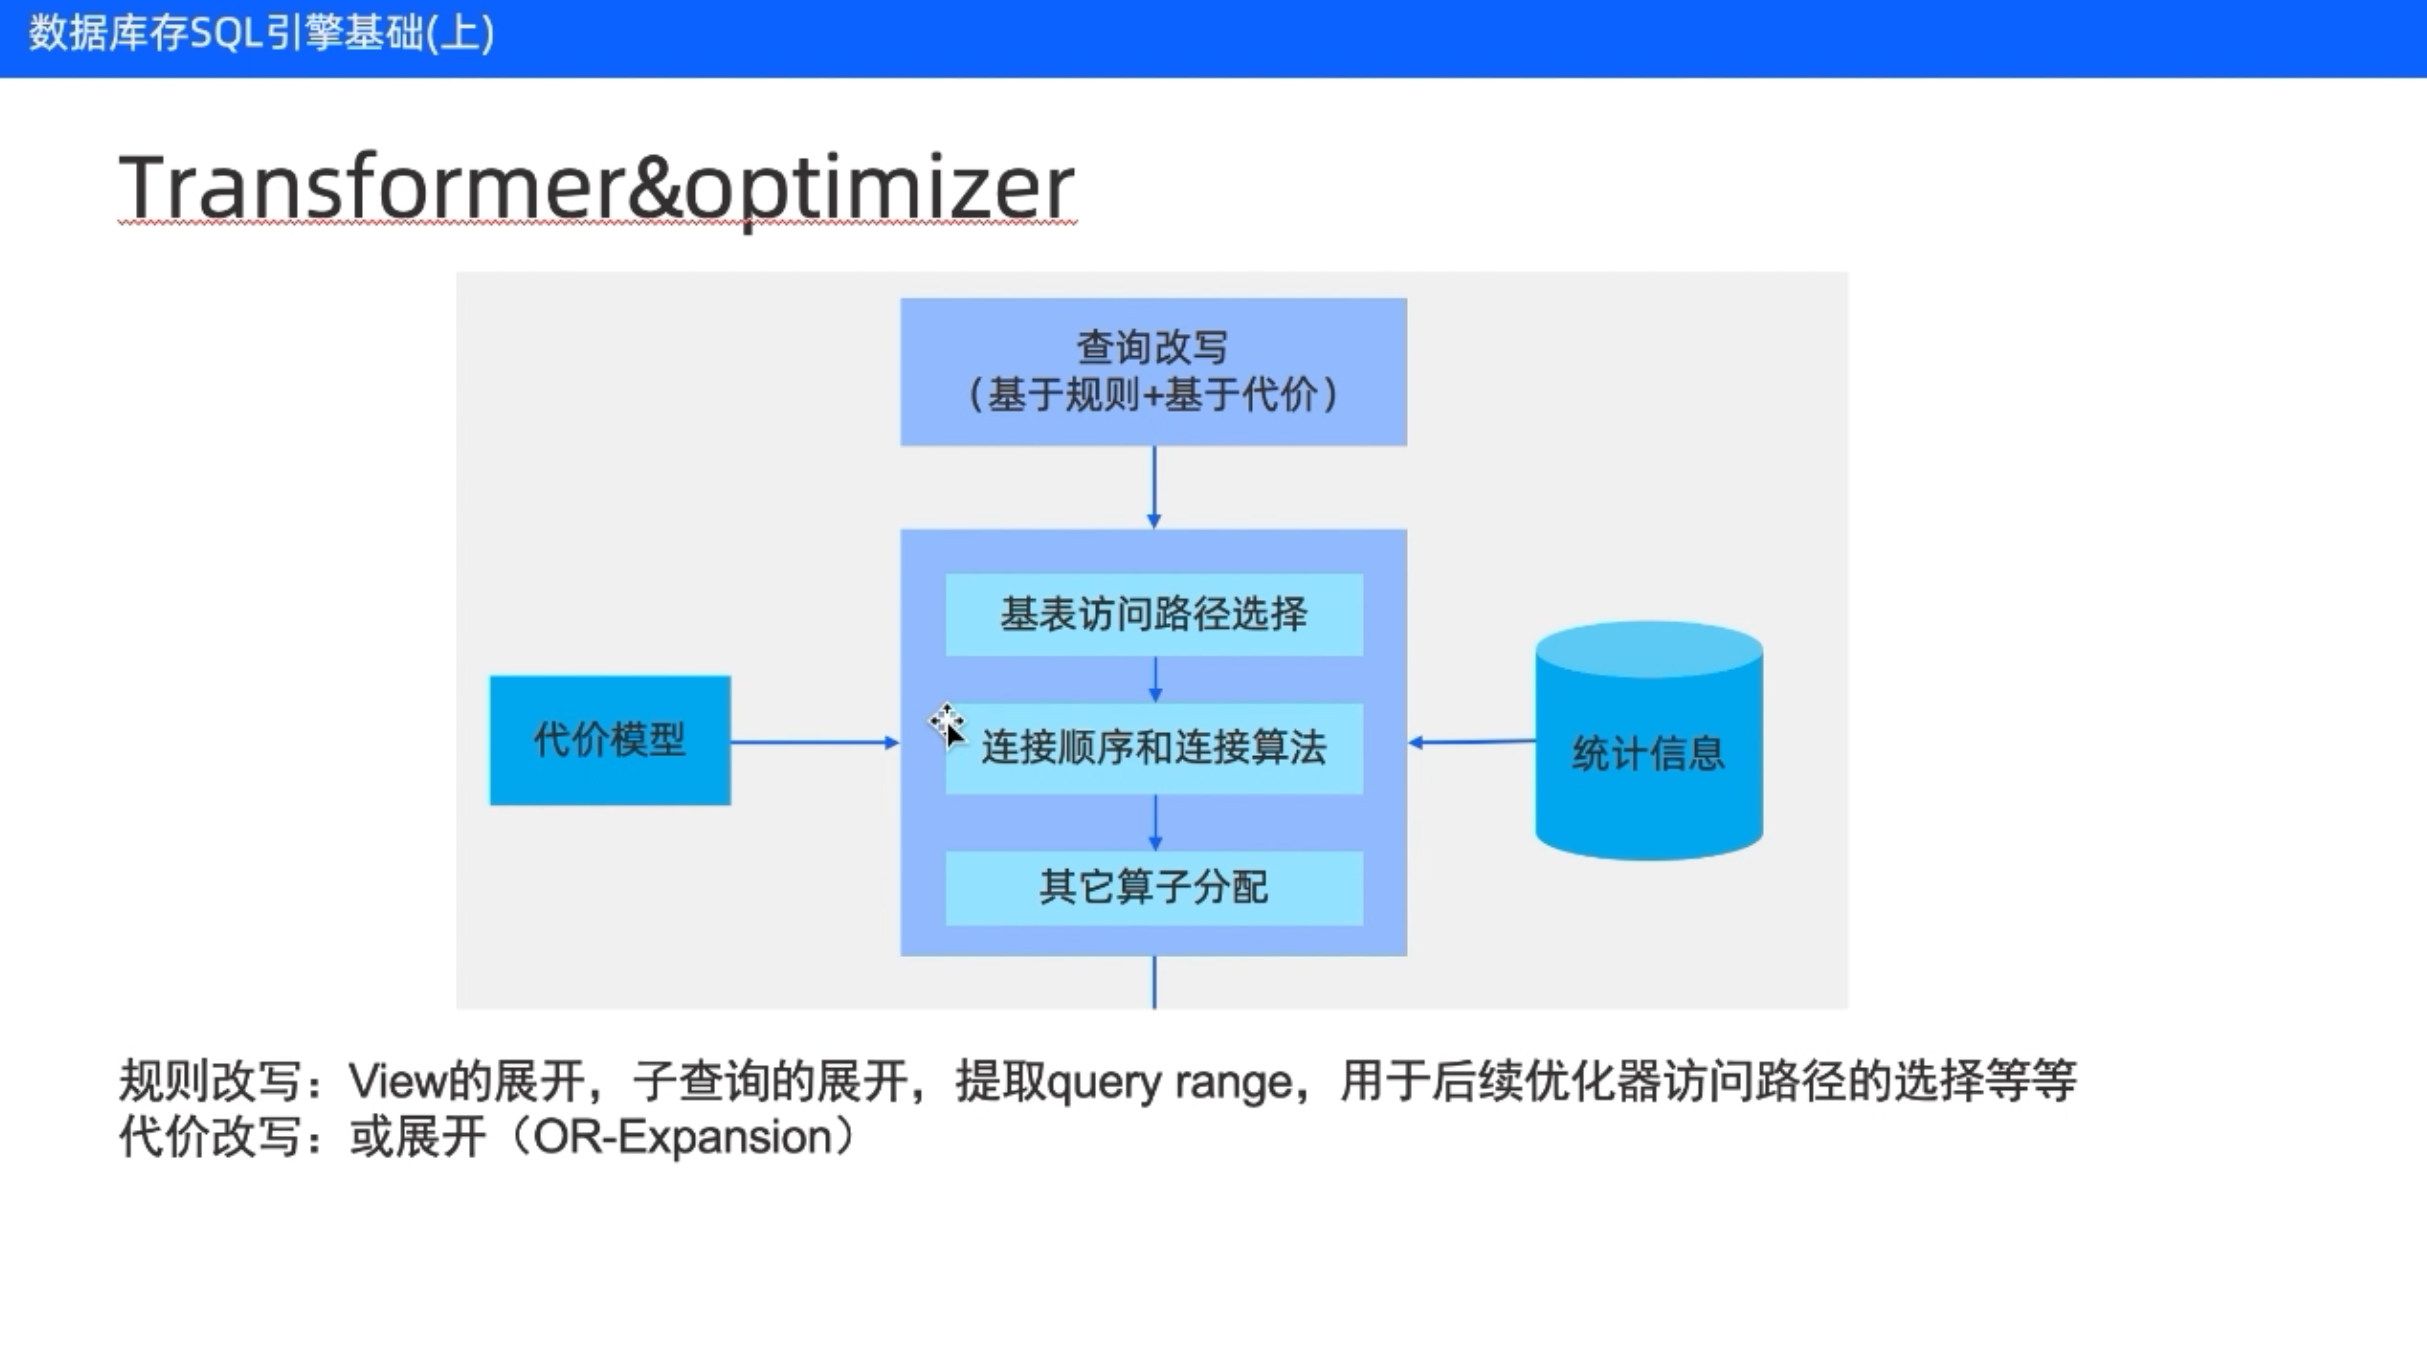 数据库存SQL引擎基础(上)
Transformer&optimizer
查询改写
（基于规则+基于代价）
基表访问路径选择
代价模型
连接顺序和连接算法
统计信息
其它算子分配
规则改写：View的展开，子查询的展开，提取query range，用于后续优化器访问路径的选择等等
代价改写：或展开（OR-Expansion）